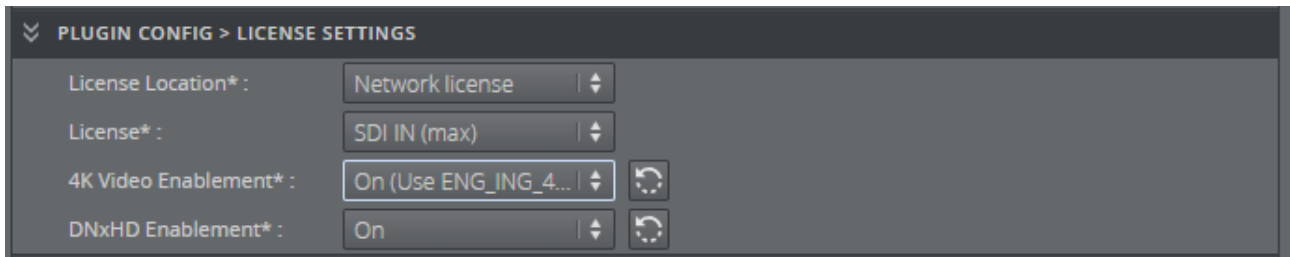 PLUGIN CONFIG > LICENSE SETTINGS
License Location* : Network license
License* : SDI IN (max)
4K Video Enablement* : On (Use ENG_ING_4...
DNxHD Enablement* : On